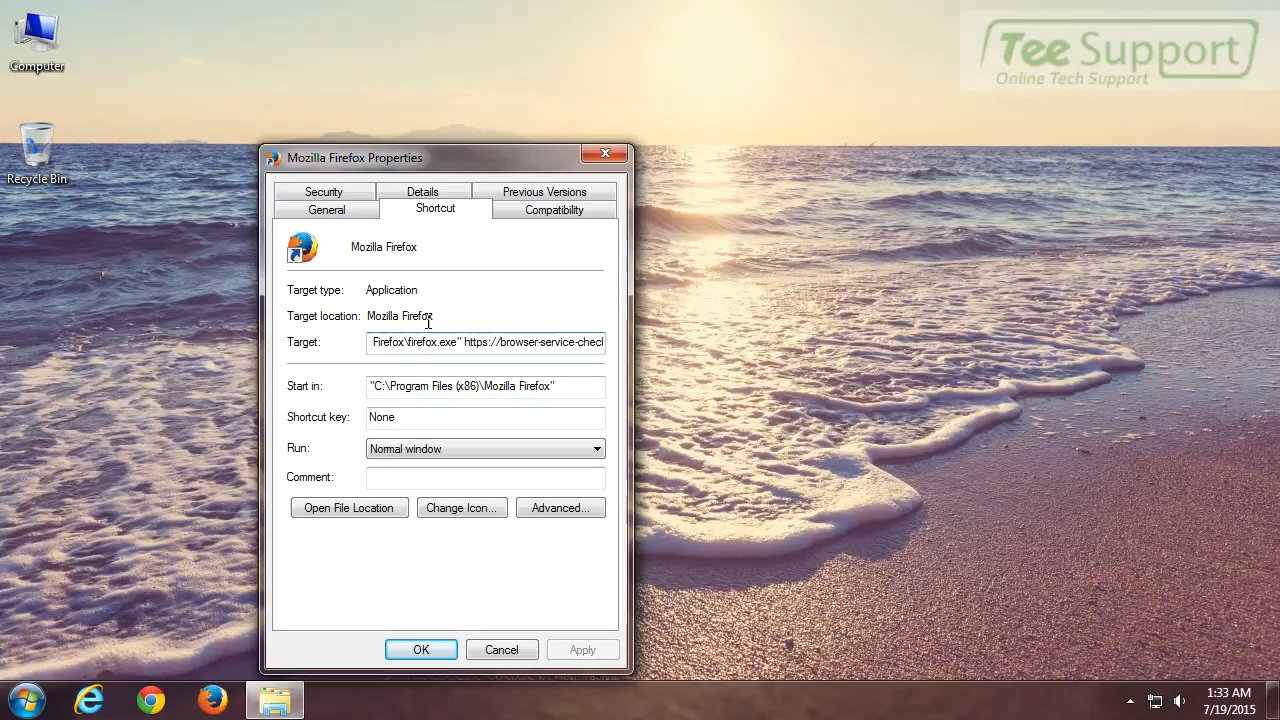 Computer
Recycle Bin
Tee Support
Online Tech Support
Mozilla Firefox Properties
Security Details Previous Versions
General Shortcut Compatibility
Mozilla Firefox
Target type: Application
Target location: Mozilla Firefox
Target: Firefox\firefox.exe" https://browser-service-checl
Start in: "C:\Program Files (x86)\Mozilla Firefox"
Shortcut key: None
Run: Normal window
Comment:
Open File Location Change Icon... Advanced...
OK Cancel Apply
1:33 AM
7/19/2015